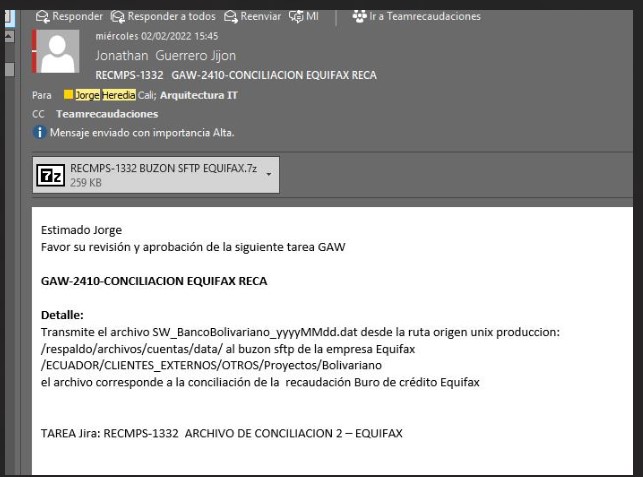 Responder Responder a todos Reenviar MI Ir a Teamrecaudaciones
miércoles 02/02/2022 15:45
Jonathan Guerrero Jijon
RECMPS-1332 GAW-2410-CONCILIACION EQUIFAX RECA
Para Jorge Heredia Cali; Arquitectura IT
CC Teamrecaudaciones
Mensaje enviado con importancia Alta.
7z RECMPS-1332 BUZON SFTP EQUIFAX.7z
259 KB
Estimado Jorge
Favor su revisión y aprobación de la siguiente tarea GAW
GAW-2410-CONCILIACION EQUIFAX RECA
Detalle:
Transmite el archivo SW_BancoBolivariano_yyyyMMdd.dat desde la ruta origen unix produccion:
/respaldo/archivos/cuentas/data/ al buzon sftp de la empresa Equifax
/ECUADOR/CLIENTES_EXTERNOS/OTROS/Proyectos/Bolivariano
el archivo corresponde a la conciliación de la recaudación Buro de crédito Equifax
TAREA Jira: RECMPS-1332 ARCHIVO DE CONCILIACION 2 – EQUIFAX